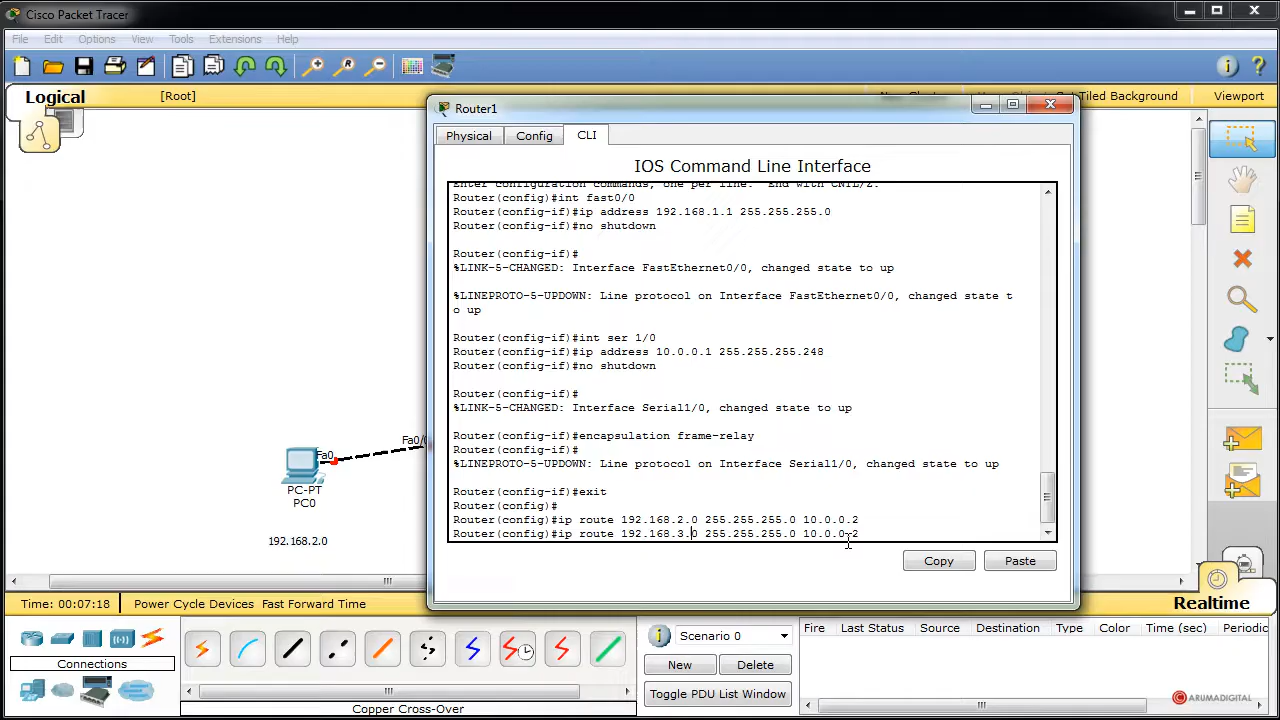 Cisco Packet Tracer
File Edit Options View Tools Extensions Help
Logical
[Root]
Set Tiled Background
Viewport
Router1
Physical
Config
CLI
IOS Command Line Interface
Enter configuration commands, one per line. End with CNTL/Z.
Router(config)#int fast0/0
Router(config-if)#ip address 192.168.1.1 255.255.255.0
Router(config-if)#no shutdown
Router(config-if)#
%LINK-5-CHANGED: Interface FastEthernet0/0, changed state to up
%LINEPROTO-5-UPDOWN: Line protocol on Interface FastEthernet0/0, changed state t
o up
Router(config-if)#int ser 1/0
Router(config-if)#ip address 10.0.0.1 255.255.255.248
Router(config-if)#no shutdown
Router(config-if)#
%LINK-5-CHANGED: Interface Serial1/0, changed state to up
Router(config-if)#encapsulation frame-relay
Router(config-if)#
%LINEPROTO-5-UPDOWN: Line protocol on Interface Serial1/0, changed state to up
Router(config-if)#exit
Router(config)#
Router(config)#ip route 192.168.2.0 255.255.255.0 10.0.0.2
Router(config)#ip route 192.168.3.0 255.255.255.0 10.0.0.2
Copy
Paste
Fa0/0
Fa0
PC-PT
PC0
192.168.2.0
Time: 00:07:18
Power Cycle Devices Fast Forward Time
Realtime
Connections
Copper Cross-Over
Scenario 0
New
Delete
Toggle PDU List Window
Fire Last Status Source Destination Type Color Time (sec) Periodic
CARUMADIGITAL